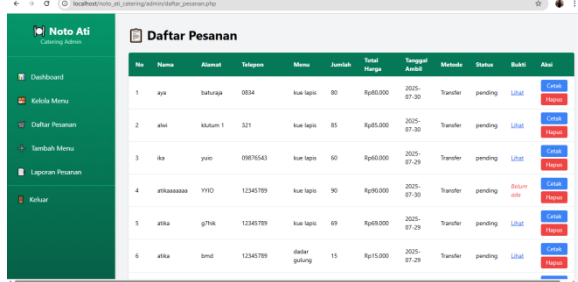 localhost/noto_ati_catering/admin/daftar_pesanan.php
Noto Ati
Catering Admin
Dashboard
Kelola Menu
Daftar Pesanan
Tambah Menu
Laporan Pesanan
Keluar
Daftar Pesanan
No Nama Alamat Telepon Menu Jumlah Total Harga Tanggal Ambil Metode Status Bukti Aksi
1 aya baturaja 0834 kue lapis 80 Rp80.000 2025-07-30 Transfer pending Lihat Cetak Hapus
2 alwi klutum 1 321 kue lapis 85 Rp85.000 2025-07-30 Transfer pending Lihat Cetak Hapus
3 ika yuio 09876543 kue lapis 60 Rp60.000 2025-07-29 Transfer pending Lihat Cetak Hapus
4 atikaaaaaaa YYIO 12345789 kue lapis 90 Rp90.000 2025-07-30 Transfer pending Belum ada Cetak Hapus
5 atika g7hik 12345789 kue lapis 69 Rp69.000 2025-07-29 Transfer pending Lihat Cetak Hapus
6 atika bmd 12345789 dadar gulung 15 Rp15.000 2025-07-29 Transfer pending Lihat Cetak Hapus